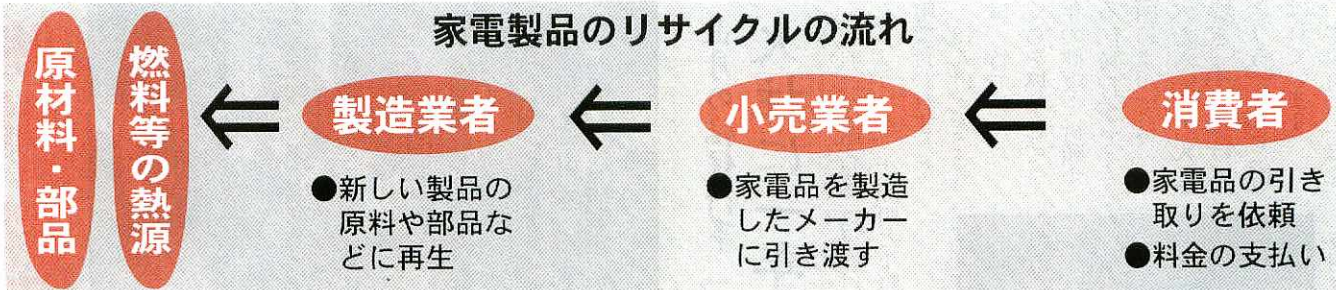 家電製品のリサイクルの流れ
消費者
●家電品の引き
取りを依頼
●料金の支払い
小売業者
●家電品を製造
したメーカー
に引き渡す
製造業者
●新しい製品の
原料や部品な
どに再生
燃料等の熱源
原材料・部品